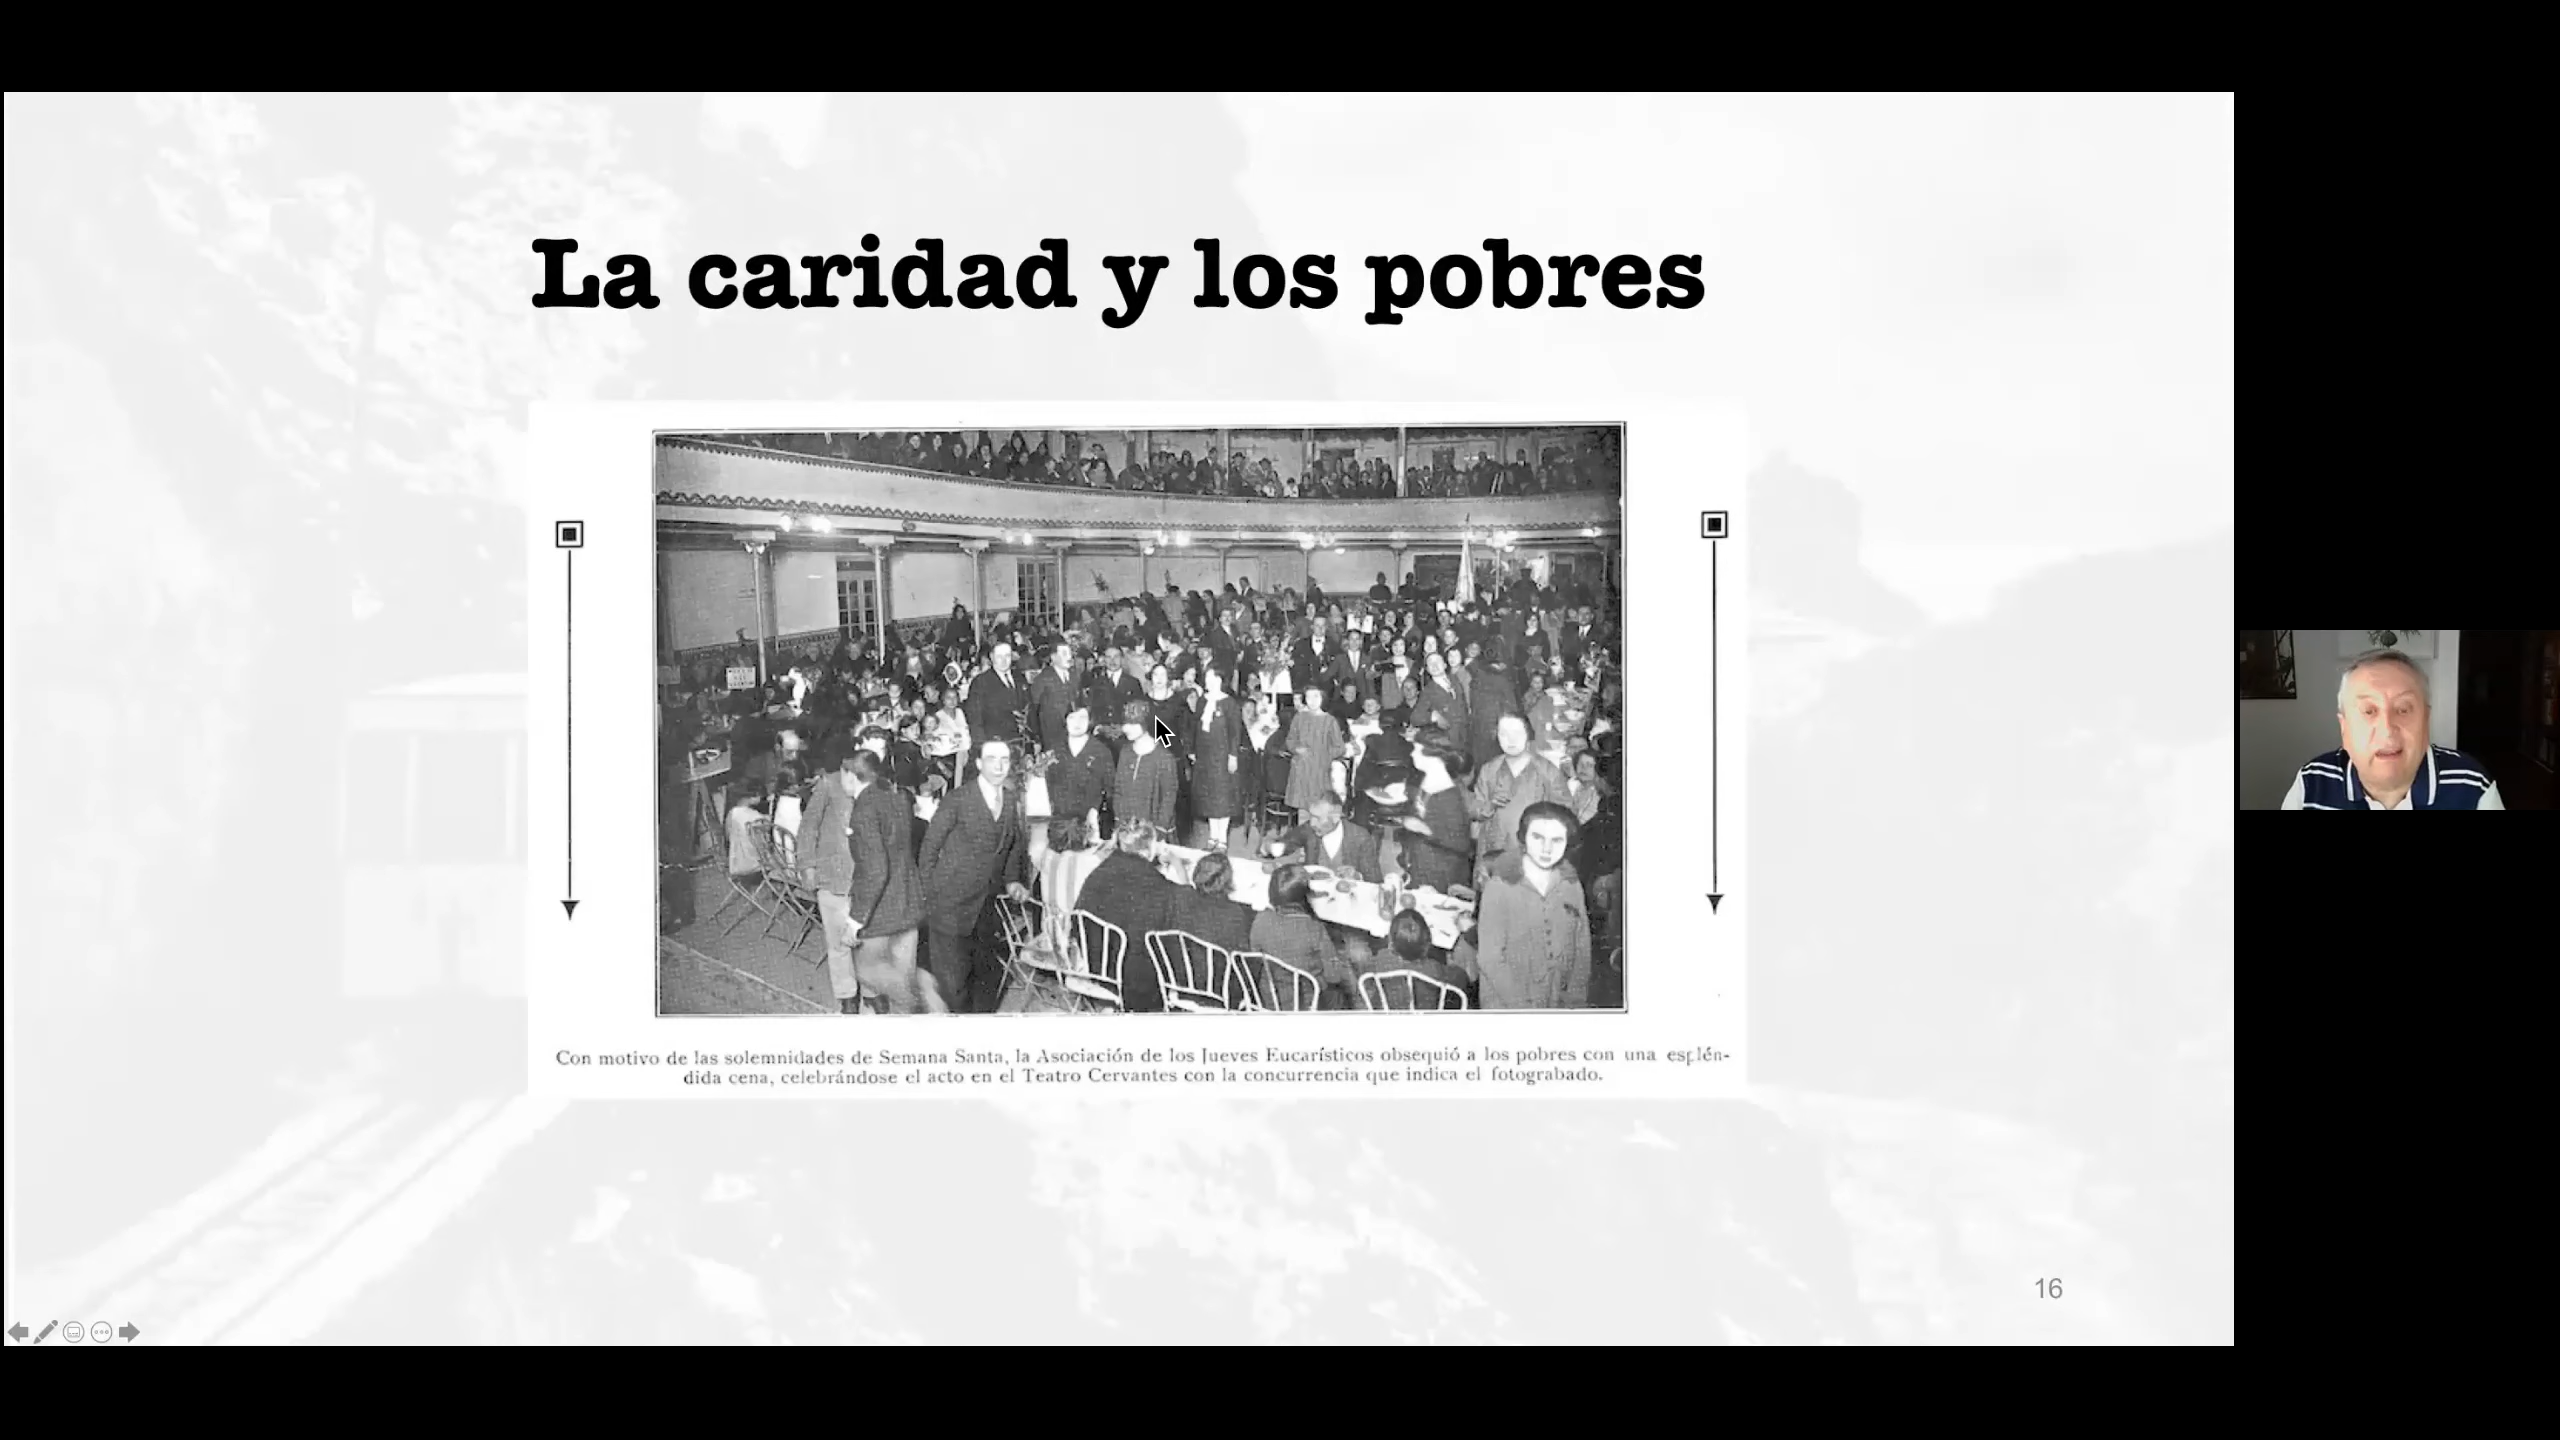 La caridad y los pobres
Con motivo de las solemnidades de Semana Santa, la Asociación de los Jueves Eucarísticos obsequió a los pobres con una esplén-
dida cena, celebrándose el acto en el Teatro Cervantes con la concurrencia que indica el fotograbado.
16